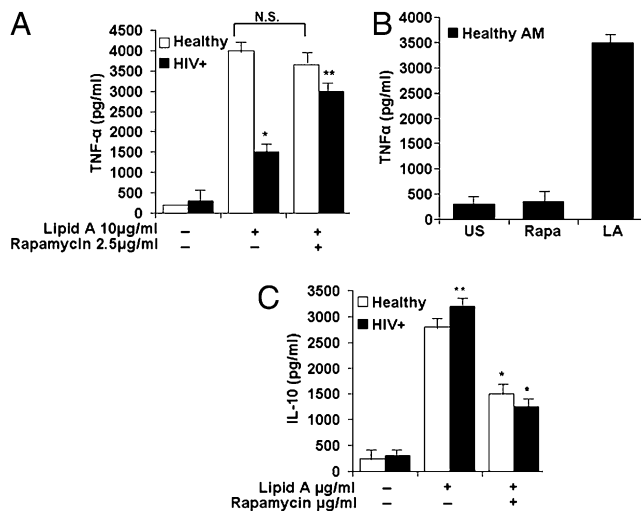 A
N.S.
Healthy
HIV+
TNF-α (pg/ml)
4500
4000
3500
3000
2500
2000
1500
1000
500
0
*
**
Lipid A 10µg/ml – + +
Rapamycin 2.5µg/ml – – +
B
Healthy AM
TNFα (pg/ml)
4000
3500
3000
2500
2000
1500
1000
500
0
US Rapa LA
C
Healthy
HIV+
IL-10 (pg/ml)
3500
3000
2500
2000
1500
1000
500
0
**
*
*
Lipid A µg/ml – + +
Rapamycin µg/ml – – +